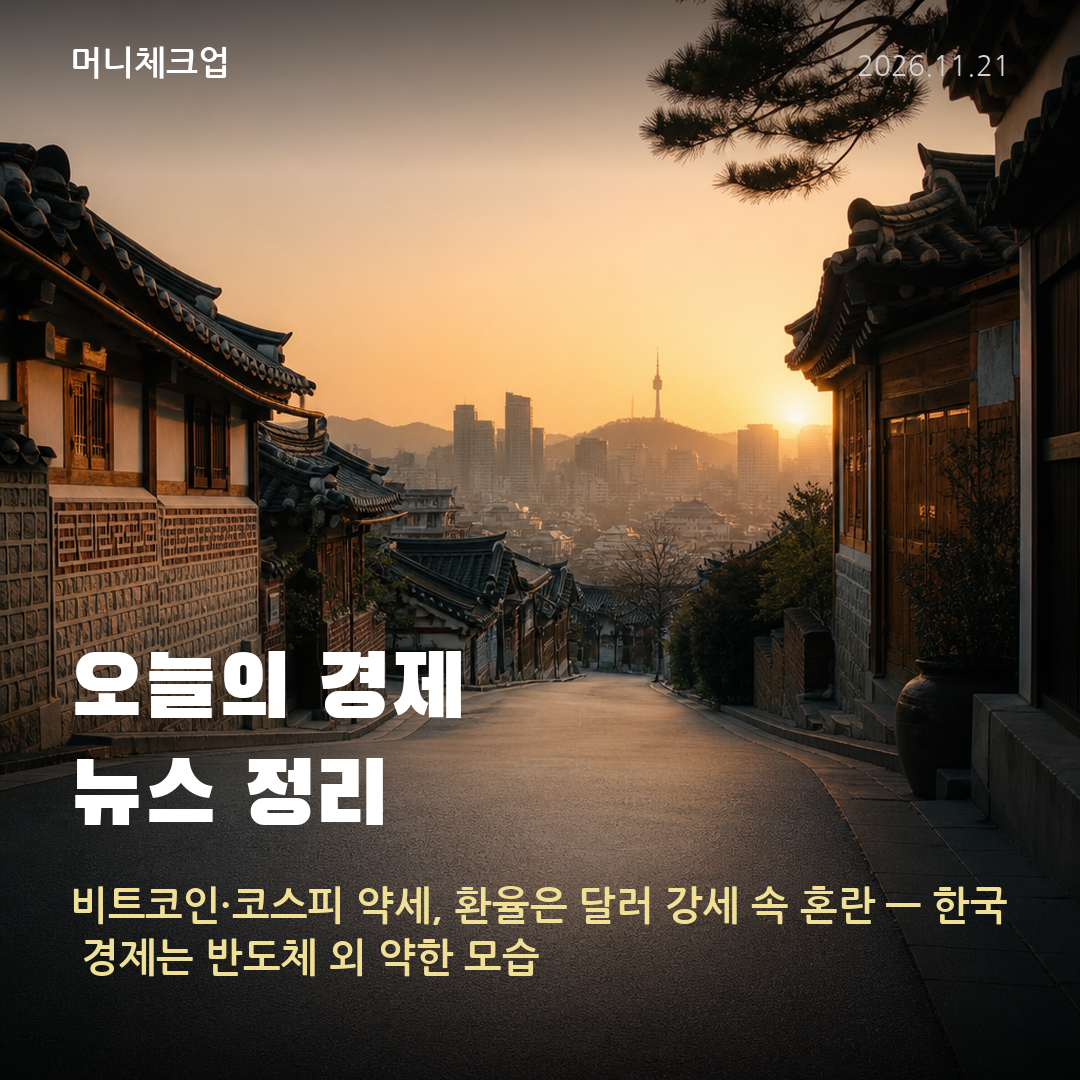 머니체크업
2026.11.21
오늘의 경제
뉴스 정리
비트코인·코스피 약세, 환율은 달러 강세 속 혼란 — 한국
경제는 반도체 외 약한 모습